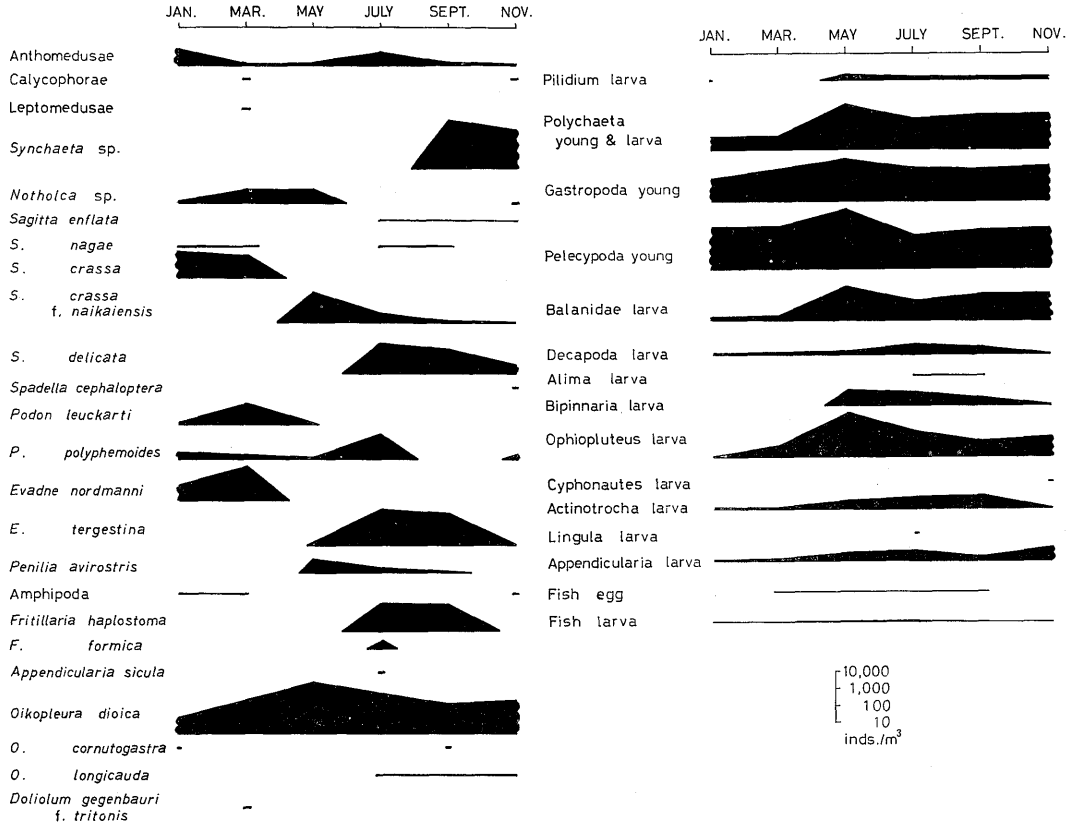 JAN. MAR. MAY JULY SEPT. NOV.
Anthomedusae
Calycophorae
Leptomedusae
Synchaeta sp.
Notholca sp.
Sagitta enflata
S. nagae
S. crassa
S. crassa
f. naikaiensis
S. delicata
Spadella cephaloptera
Podon leuckarti
P. polyphemoides
Evadne nordmanni
E. tergestina
Penilia avirostris
Amphipoda
Fritillaria haplostoma
F. formica
Appendicularia sicula
Oikopleura dioica
O. cornutogastra
O. longicauda
Doliolum gegenbauri
f. tritonis
JAN. MAR. MAY JULY SEPT. NOV.
Pilidium larva
Polychaeta
young & larva
Gastropoda young
Pelecypoda young
Balanidae larva
Decapoda larva
Alima larva
Bipinnaria larva
Ophiopluteus larva
Cyphonautes larva
Actinotrocha larva
Lingula larva
Appendicularia larva
Fish egg
Fish larva
10,000
1,000
100
10
inds./m³